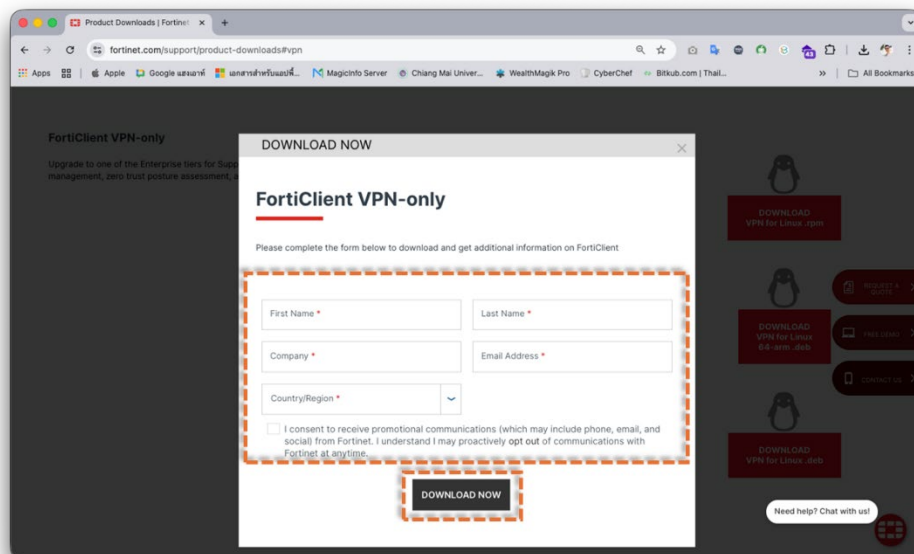 Product Downloads | Fortinet
fortinet.com/support/product-downloads#vpn
Apps
Apple
Google แฮงเอาท์
เอกสารสำหรับแอปพื้...
MagicInfo Server
Chiang Mai Univer...
WealthMagik Pro
CyberChef
Bitkub.com | Thail...
»
All Bookmarks
FortiClient VPN-only
Upgrade to one of the Enterprise tiers for Supp
management, zero trust posture assessment, a
DOWNLOAD NOW
FortiClient VPN-only
Please complete the form below to download and get additional information on FortiClient
First Name *
Last Name *
Company *
Email Address *
Country/Region *
I consent to receive promotional communications (which may include phone, email, and
social) from Fortinet. I understand I may proactively opt out of communications with
Fortinet at anytime.
DOWNLOAD NOW
DOWNLOAD
VPN for Linux .rpm
DOWNLOAD
VPN for Linux
.deb
DOWNLOAD
VPN for Linux .deb
REQUEST A
QUOTE
FREE DEMO
CONTACT US
Need help? Chat with us!